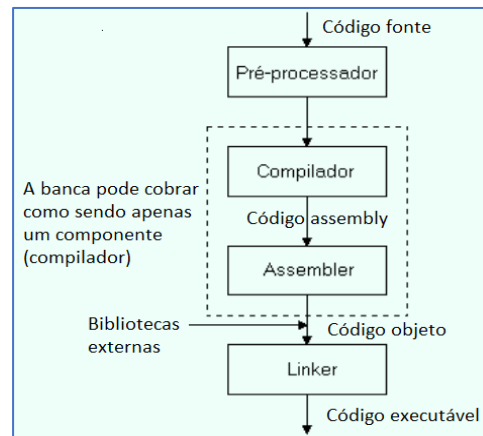 Código fonte
Pré-processador
Compilador
A banca pode cobrar
como sendo apenas
um componente
(compilador)
Código assembly
Assembler
Bibliotecas
externas
Código objeto
Linker
Código executável